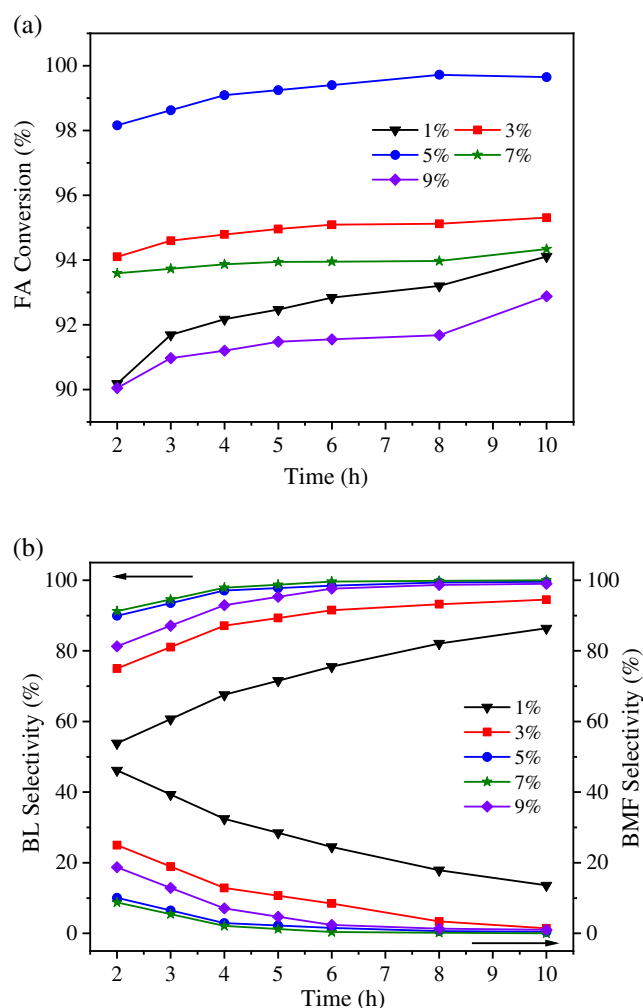 (a)
100
98
96
94
92
90
FA Conversion (%)
1% 3%
5% 7%
9%
2 3 4 5 6 7 8 9 10
Time (h)
(b)
100
80
60
40
20
0
BL Selectivity (%)
1%
3%
5%
7%
9%
100
80
60
40
20
0
BMF Selectivity (%)
2 3 4 5 6 7 8 9 10
Time (h)